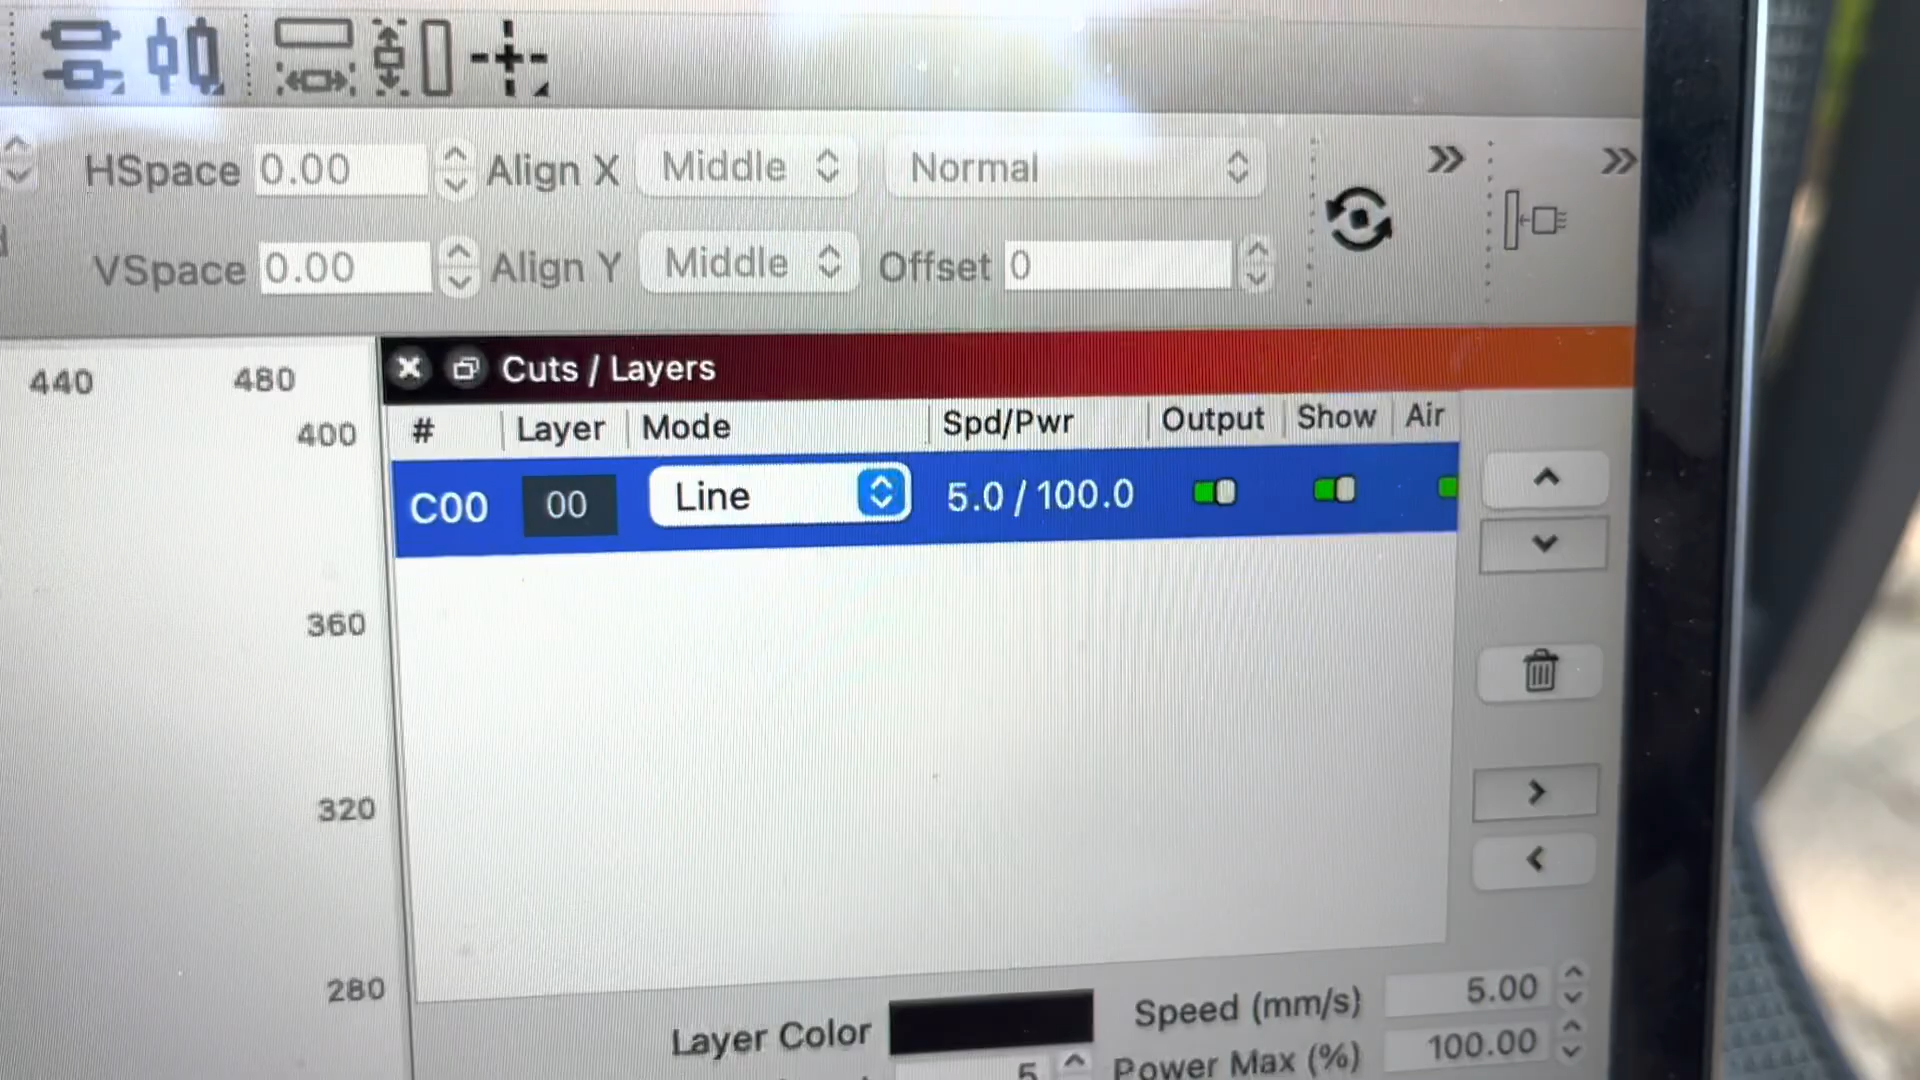 HSpace 0.00 Align X Middle Normal
VSpace 0.00 Align Y Middle Offset 0
440 480
Cuts / Layers
400
# Layer Mode Spd/Pwr Output Show Air
C00 00 Line 5.0 / 100.0
360
320
280
Layer Color Speed (mm/s) 5.00
5 Power Max (%) 100.00